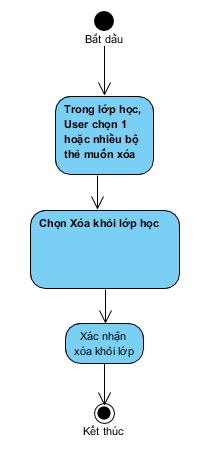 Bắt dầu
Trong lớp học,
User chọn 1
hoặc nhiều bộ
thẻ muốn xóa
Chọn Xóa khỏi lớp học
Xác nhận
xóa khỏi lớp
Kết thúc